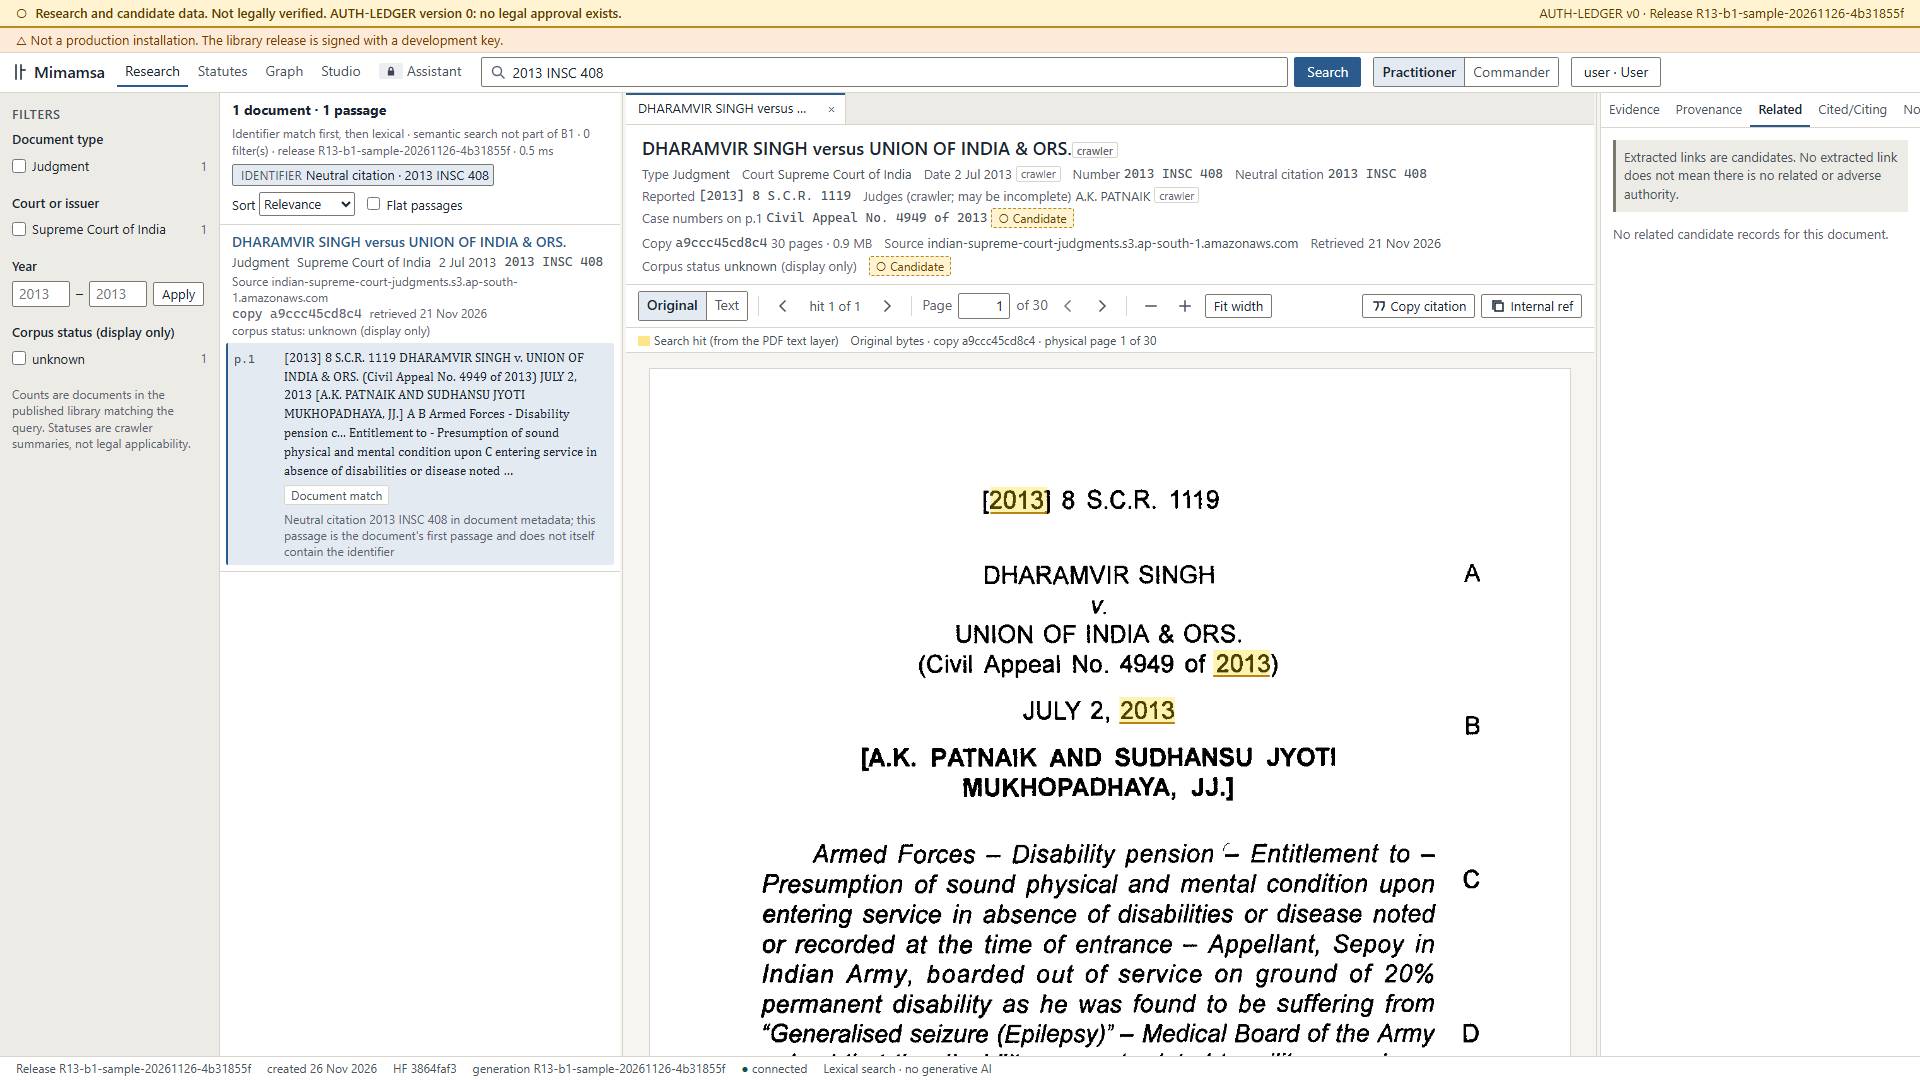 Research and candidate data. Not legally verified. AUTH-LEDGER version 0: no legal approval exists.
AUTH-LEDGER v0 · Release R13-b1-sample-20261126-4b31855f
⚠ Not a production installation. The library release is signed with a development key.
Mimamsa
Research
Statutes
Graph
Studio
Assistant
2013 INSC 408
Search
Practitioner
Commander
user · User
FILTERS
Document type
Judgment 1
Court or issuer
Supreme Court of India 1
Year
2013 – 2013 Apply
Corpus status (display only)
unknown 1
Counts are documents in the
published library matching the
query. Statuses are crawler
summaries, not legal applicability.
1 document · 1 passage
Identifier match first, then lexical · semantic search not part of B1 · 0
filter(s) · release R13-b1-sample-20261126-4b31855f · 0.5 ms
IDENTIFIER Neutral citation · 2013 INSC 408
Sort Relevance Flat passages
DHARAMVIR SINGH versus UNION OF INDIA & ORS.
Judgment Supreme Court of India 2 Jul 2013 2013 INSC 408
Source indian-supreme-court-judgments.s3.ap-south-
1.amazonaws.com
copy a9ccc45cd8c4 retrieved 21 Nov 2026
corpus status: unknown (display only)
p.1
[2013] 8 S.C.R. 1119 DHARAMVIR SINGH v. UNION OF
INDIA & ORS. (Civil Appeal No. 4949 of 2013) JULY 2,
2013 [A.K. PATNAIK AND SUDHANSU JYOTI
MUKHOPADHAYA, JJ.] A B Armed Forces - Disability
pension c... Entitlement to - Presumption of sound
physical and mental condition upon C entering service in
absence of disabilities or disease noted ...
Document match
Neutral citation 2013 INSC 408 in document metadata; this
passage is the document's first passage and does not itself
contain the identifier
DHARAMVIR SINGH versus ... ×
DHARAMVIR SINGH versus UNION OF INDIA & ORS. crawler
Type Judgment Court Supreme Court of India Date 2 Jul 2013 crawler Number 2013 INSC 408 Neutral citation 2013 INSC 408
Reported [2013] 8 S.C.R. 1119 Judges (crawler; may be incomplete) A.K. PATNAIK crawler
Case numbers on p.1 Civil Appeal No. 4949 of 2013 Candidate
Copy a9ccc45cd8c4 30 pages · 0.9 MB Source indian-supreme-court-judgments.s3.ap-south-1.amazonaws.com Retrieved 21 Nov 2026
Corpus status unknown (display only) Candidate
Original Text hit 1 of 1 Page 1 of 30 − + Fit width Copy citation Internal ref
Search hit (from the PDF text layer) Original bytes · copy a9ccc45cd8c4 · physical page 1 of 30
[2013] 8 S.C.R. 1119
DHARAMVIR SINGH A
v.
UNION OF INDIA & ORS.
(Civil Appeal No. 4949 of 2013)
JULY 2, 2013
B
[A.K. PATNAIK AND SUDHANSU JYOTI
MUKHOPADHAYA, JJ.]
Armed Forces – Disability pension – Entitlement to –
Presumption of sound physical and mental condition upon C
entering service in absence of disabilities or disease noted
or recorded at the time of entrance – Appellant, Sepoy in
Indian Army, boarded out of service on ground of 20%
permanent disability as he was found to be suffering from
“Generalised seizure (Epilepsy)” – Medical Board of the Army D
Evidence
Provenance
Related
Cited/Citing
No
Extracted links are candidates. No extracted link
does not mean there is no related or adverse
authority.
No related candidate records for this document.
Release R13-b1-sample-20261126-4b31855f created 26 Nov 2026 HF 3864faf3 generation R13-b1-sample-20261126-4b31855f ● connected Lexical search · no generative AI